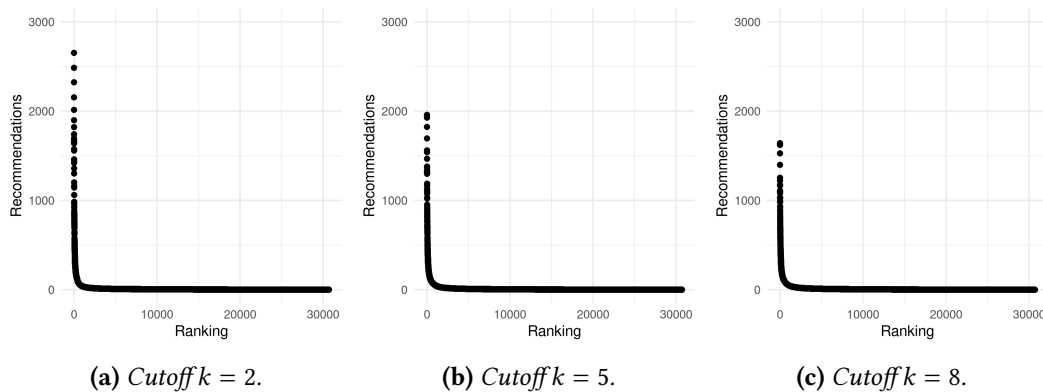 3000
2000
1000
0
Recommendations
0 10000 20000 30000
Ranking
(a) Cutoff k = 2.
3000
2000
1000
0
Recommendations
0 10000 20000 30000
Ranking
(b) Cutoff k = 5.
3000
2000
1000
0
Recommendations
0 10000 20000 30000
Ranking
(c) Cutoff k = 8.